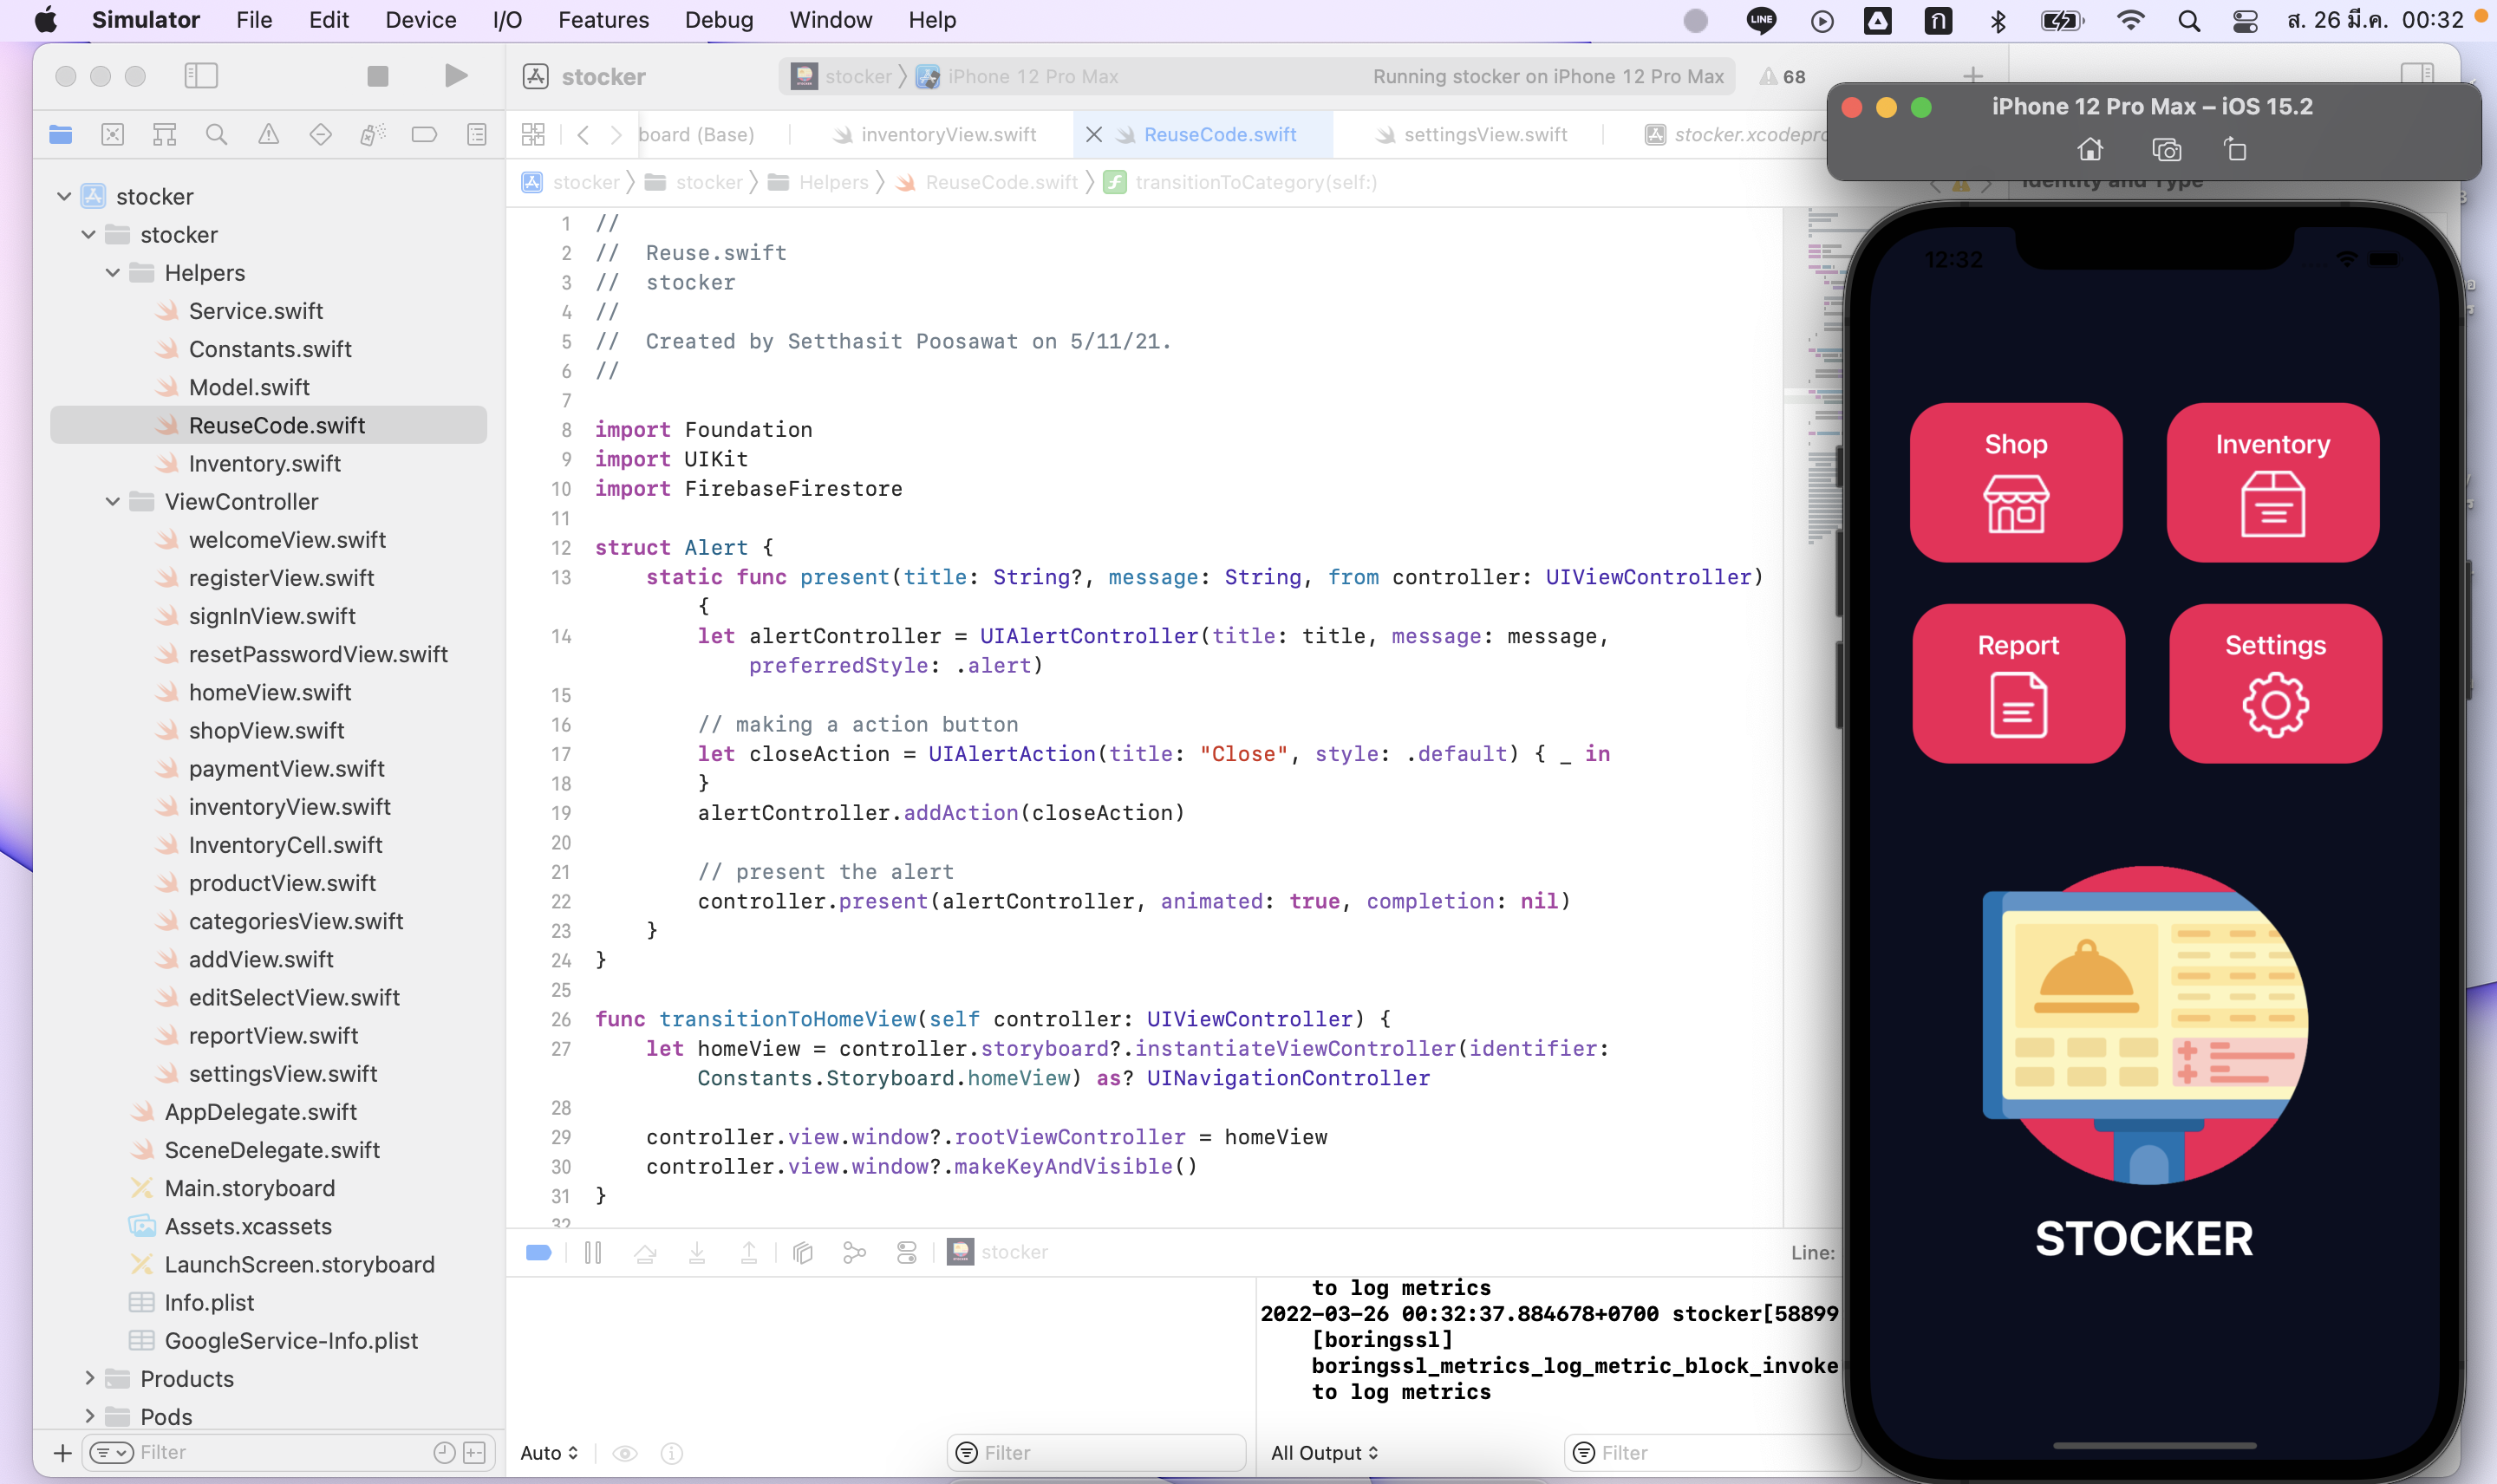 Simulator File Edit Device I/O Features Debug Window Help LINE ก ส. 26 มี.ค. 00:32
stocker stocker iPhone 12 Pro Max Running stocker on iPhone 12 Pro Max 68
board (Base) inventoryView.swift ReuseCode.swift settingsView.swift stocker.xcodepro
stocker stocker Helpers ReuseCode.swift transitionToCategory(self:)
stocker
stocker
Helpers
Service.swift
Constants.swift
Model.swift
ReuseCode.swift
Inventory.swift
ViewController
welcomeView.swift
registerView.swift
signInView.swift
resetPasswordView.swift
homeView.swift
shopView.swift
paymentView.swift
inventoryView.swift
InventoryCell.swift
productView.swift
categoriesView.swift
addView.swift
editSelectView.swift
reportView.swift
settingsView.swift
AppDelegate.swift
SceneDelegate.swift
Main.storyboard
Assets.xcassets
LaunchScreen.storyboard
Info.plist
GoogleService-Info.plist
Products
Pods
Filter
1 //
2 //  Reuse.swift
3 //  stocker
4 //
5 //  Created by Setthasit Poosawat on 5/11/21.
6 //
7
8 import Foundation
9 import UIKit
10 import FirebaseFirestore
11
12 struct Alert {
13     static func present(title: String?, message: String, from controller: UIViewController)
{
14         let alertController = UIAlertController(title: title, message: message,
preferredStyle: .alert)
15
16         // making a action button
17         let closeAction = UIAlertAction(title: "Close", style: .default) { _ in
18         }
19         alertController.addAction(closeAction)
20
21         // present the alert
22         controller.present(alertController, animated: true, completion: nil)
23     }
24 }
25
26 func transitionToHomeView(self controller: UIViewController) {
27     let homeView = controller.storyboard?.instantiateViewController(identifier:
Constants.Storyboard.homeView) as? UINavigationController
28
29     controller.view.window?.rootViewController = homeView
30     controller.view.window?.makeKeyAndVisible()
31 }
32
stocker Line:
to log metrics
2022-03-26 00:32:37.884678+0700 stocker[58899
[boringssl]
boringssl_metrics_log_metric_block_invoke
to log metrics
Auto Filter All Output Filter
iPhone 12 Pro Max – iOS 15.2
Identity and Type
12:32
Shop Inventory
Report Settings
STOCKER